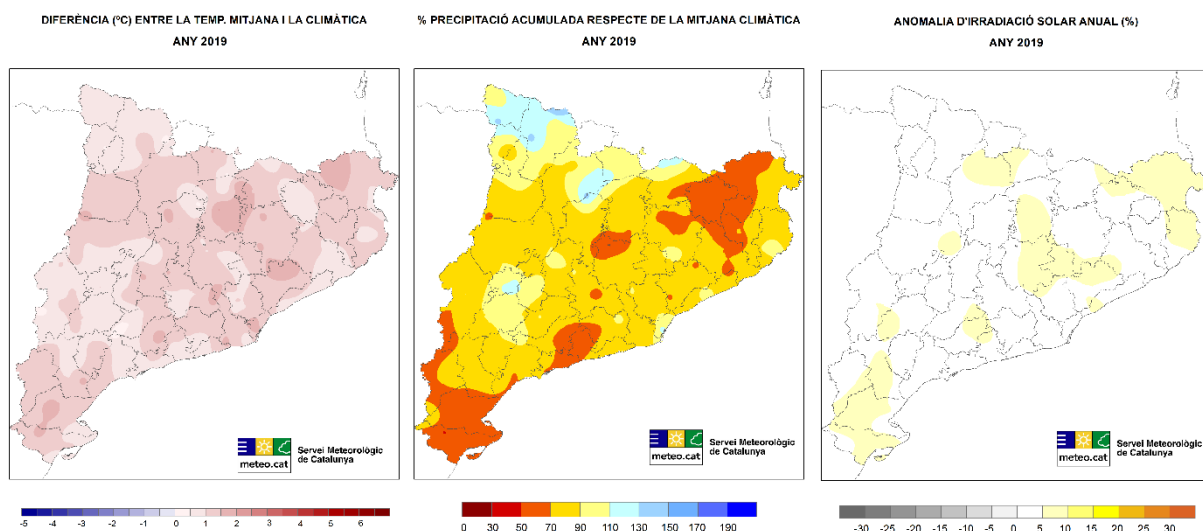 DIFERÈNCIA (ºC) ENTRE LA TEMP. MITJANA I LA CLIMÀTICA
ANY 2019
meteo.cat
Servei Meteorològic
de Catalunya
-5 -4 -3 -2 -1 0 1 2 3 4 5 6
% PRECIPITACIÓ ACUMULADA RESPECTE DE LA MITJANA CLIMÀTICA
ANY 2019
meteo.cat
Servei Meteorològic
de Catalunya
0 30 50 70 90 110 130 150 170 190
ANOMALIA D'IRRADIACIÓ SOLAR ANUAL (%)
ANY 2019
meteo.cat
Servei Meteorològic
de Catalunya
-30 -20 -15 -10 -5 0 5 10 15 20 25 30